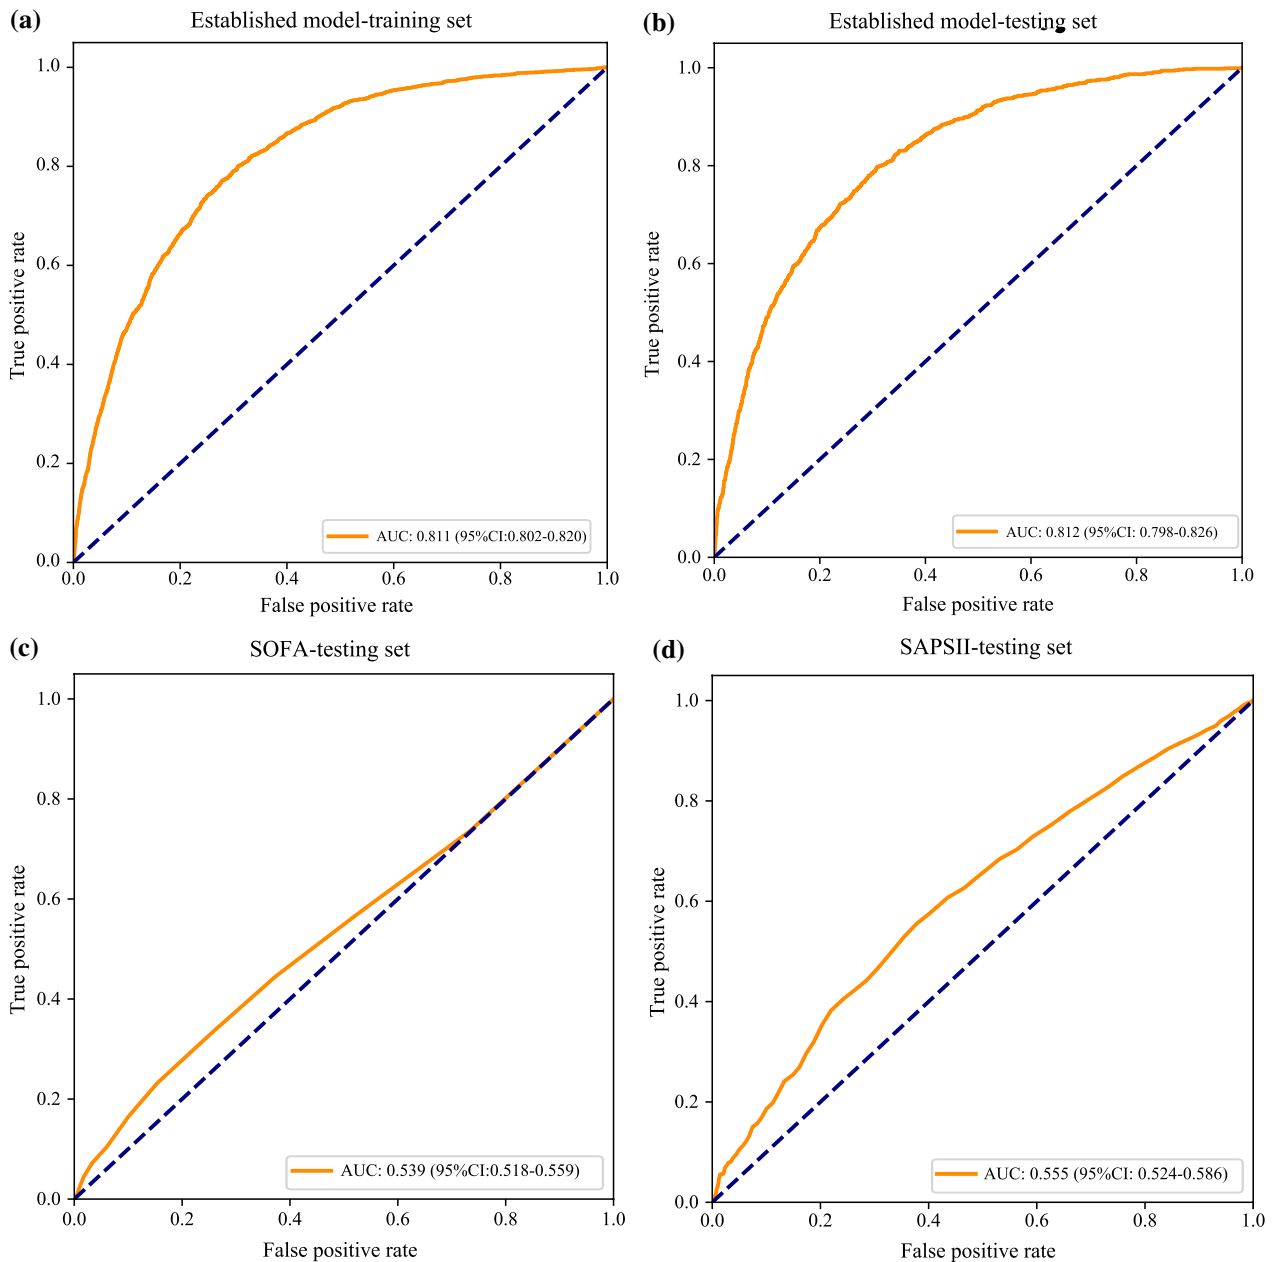 (a)
Established model-training set
True positive rate
1.0
0.8
0.6
0.4
0.2
0.0
AUC: 0.811 (95%CI:0.802-0.820)
0.0 0.2 0.4 0.6 0.8 1.0
False positive rate
(b)
Established model-testing set
True positive rate
1.0
0.8
0.6
0.4
0.2
0.0
AUC: 0.812 (95%CI: 0.798-0.826)
0.0 0.2 0.4 0.6 0.8 1.0
False positive rate
(c)
SOFA-testing set
True positive rate
1.0
0.8
0.6
0.4
0.2
0.0
AUC: 0.539 (95%CI:0.518-0.559)
0.0 0.2 0.4 0.6 0.8 1.0
False positive rate
(d)
SAPSII-testing set
True positive rate
1.0
0.8
0.6
0.4
0.2
0.0
AUC: 0.555 (95%CI: 0.524-0.586)
0.0 0.2 0.4 0.6 0.8 1.0
False positive rate